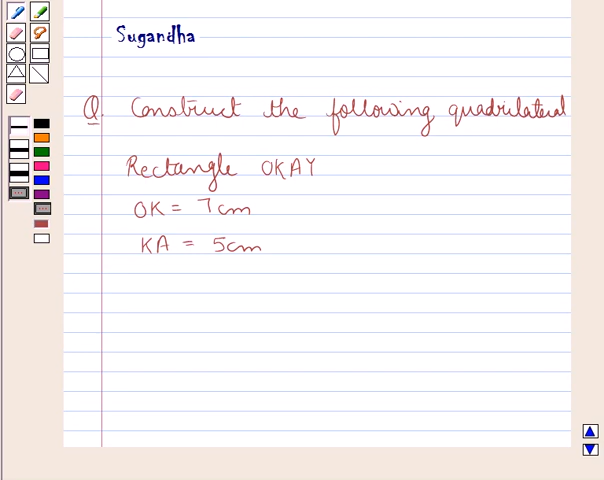 Sugandha
Q. Construct the following quadrilateral
Rectangle OKAY
OK = 7cm
KA = 5cm